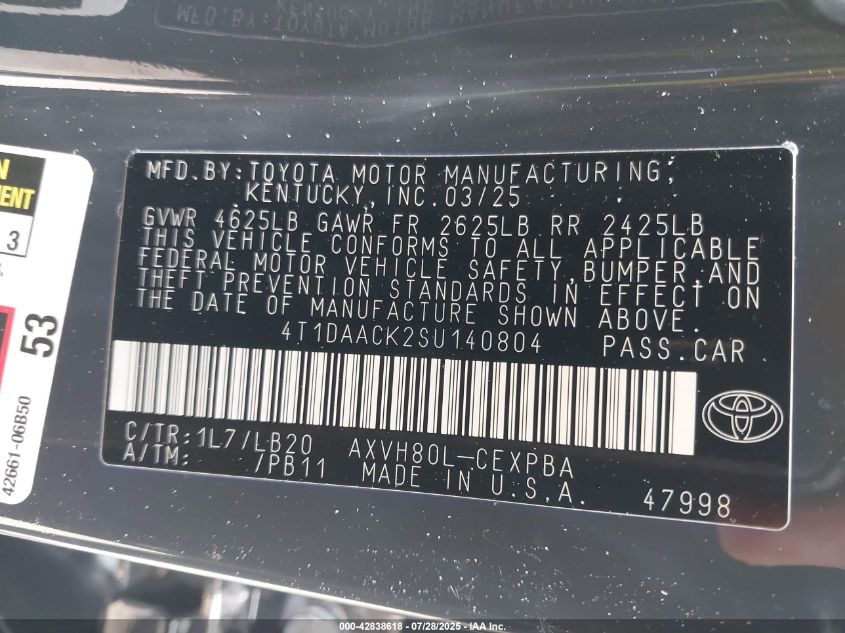 MFD. BY: TOYOTA MOTOR MANUFACTURING,
KENTUCKY, INC. 03/25
GVWR 4625LB GAWR FR 2625LB RR 2425LB
THIS VEHICLE CONFORMS TO ALL APPLICABLE
FEDERAL MOTOR VEHICLE SAFETY, BUMPER, AND
THEFT PREVENTION STANDARDS IN EFFECT ON
THE DATE OF MANUFACTURE SHOWN ABOVE.
4T1DAACK2SU140804 PASS.CAR
C/TR: 1L7/LB20 AXVH80L-CEXPBA
A/TM: /PB11 MADE IN U.S.A.
47998
3
53
42661-06B50
000-42838618 - 07/28/2025 - IAA Inc.